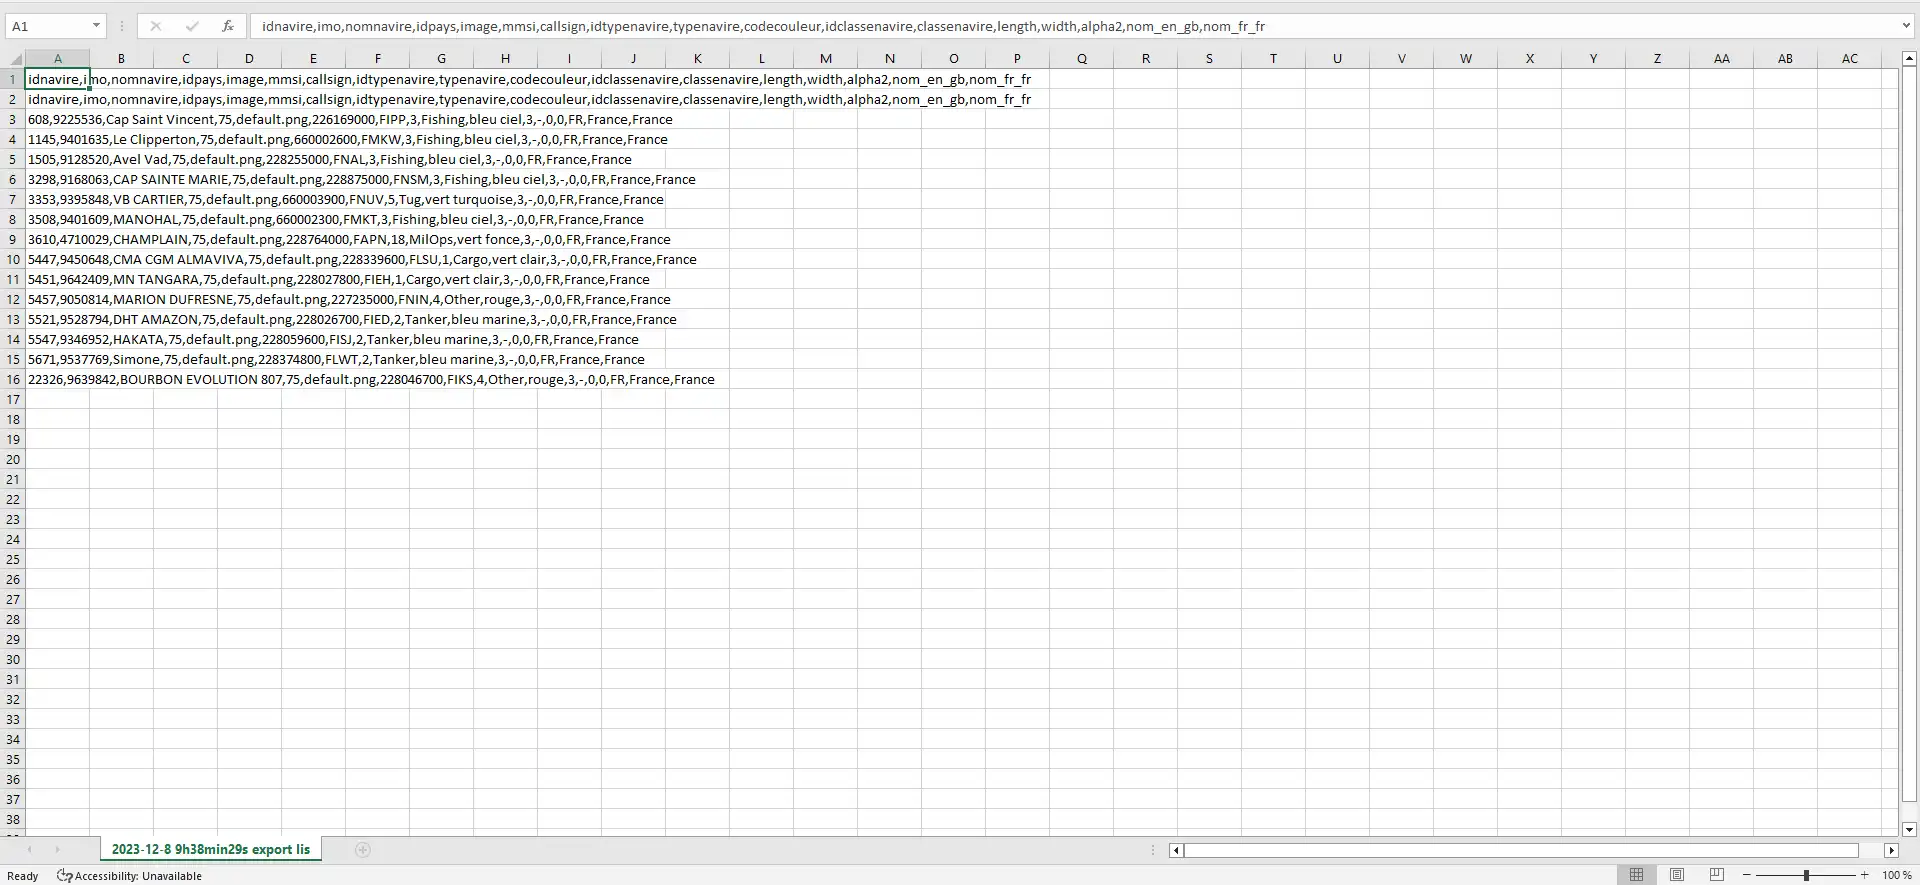 A1 fx idnavire,imo,nomnavire,idpays,image,mmsi,callsign,idtypenavire,typenavire,codecouleur,idclassenavire,classenavire,length,width,alpha2,nom_en_gb,nom_fr_fr
A B C D E F G H I J K L M N O P Q R S T U V W X Y Z AA AB AC
1 idnavire,imo,nomnavire,idpays,image,mmsi,callsign,idtypenavire,typenavire,codecouleur,idclassenavire,classenavire,length,width,alpha2,nom_en_gb,nom_fr_fr
2 idnavire,imo,nomnavire,idpays,image,mmsi,callsign,idtypenavire,typenavire,codecouleur,idclassenavire,classenavire,length,width,alpha2,nom_en_gb,nom_fr_fr
3 608,9225536,Cap Saint Vincent,75,default.png,226169000,FIPP,3,Fishing,bleu ciel,3,-,0,0,FR,France,France
4 1145,9401635,Le Clipperton,75,default.png,660002600,FMKW,3,Fishing,bleu ciel,3,-,0,0,FR,France,France
5 1505,9128520,Avel Vad,75,default.png,228255000,FNAL,3,Fishing,bleu ciel,3,-,0,0,FR,France,France
6 3298,9168063,CAP SAINTE MARIE,75,default.png,228875000,FNSM,3,Fishing,bleu ciel,3,-,0,0,FR,France,France
7 3353,9395848,VB CARTIER,75,default.png,660003900,FNUV,5,Tug,vert turquoise,3,-,0,0,FR,France,France
8 3508,9401609,MANOHAL,75,default.png,660002300,FMKT,3,Fishing,bleu ciel,3,-,0,0,FR,France,France
9 3610,4710029,CHAMPLAIN,75,default.png,228764000,FAPN,18,MilOps,vert fonce,3,-,0,0,FR,France,France
10 5447,9450648,CMA CGM ALMAVIVA,75,default.png,228339600,FLSU,1,Cargo,vert clair,3,-,0,0,FR,France,France
11 5451,9642409,MN TANGARA,75,default.png,228027800,FIEH,1,Cargo,vert clair,3,-,0,0,FR,France,France
12 5457,9050814,MARION DUFRESNE,75,default.png,227235000,FNIN,4,Other,rouge,3,-,0,0,FR,France,France
13 5521,9528794,DHT AMAZON,75,default.png,228026700,FIED,2,Tanker,bleu marine,3,-,0,0,FR,France,France
14 5547,9346952,HAKATA,75,default.png,228059600,FISJ,2,Tanker,bleu marine,3,-,0,0,FR,France,France
15 5671,9537769,Simone,75,default.png,228374800,FLWT,2,Tanker,bleu marine,3,-,0,0,FR,France,France
16 22326,9639842,BOURBON EVOLUTION 807,75,default.png,228046700,FIKS,4,Other,rouge,3,-,0,0,FR,France,France
17
18
19
20
21
22
23
24
25
26
27
28
29
30
31
32
33
34
35
36
37
38
2023-12-8 9h38min29s export lis
Ready Accessibility: Unavailable 100 %